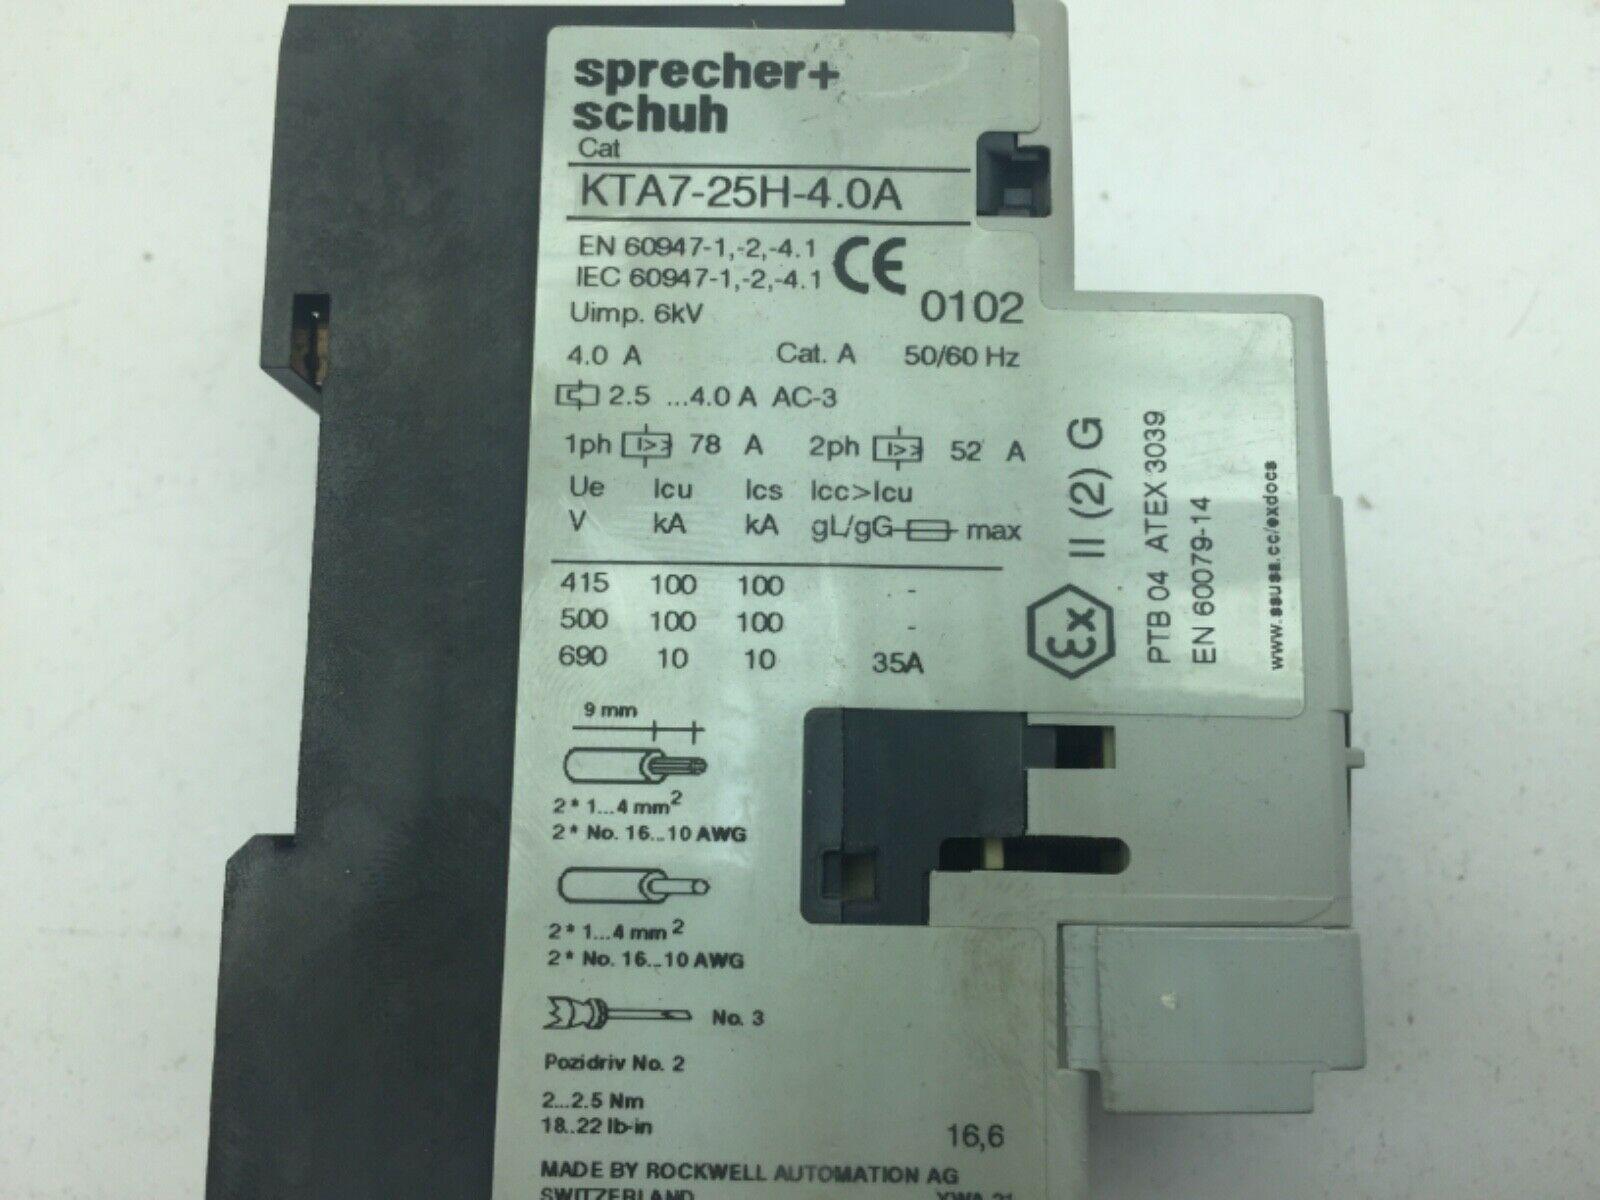 sprecher+
schuh
Cat
KTA7-25H-4.0A
EN 60947-1,-2,-4.1
IEC 60947-1,-2,-4.1
CE
0102
Uimp. 6kV
4.0 A Cat. A 50/60 Hz
2.5 ...4.0 A AC-3
1ph I> 78 A 2ph I> 52 A
Ue Icu Ics Icc>Icu
V kA kA gL/gG max
415 100 100 -
500 100 100 -
690 10 10 35A
Ex II (2) G
PTB 04 ATEX 3039
EN 60079-14
www.ssusa.cc/exdocs
9 mm
2* 1...4 mm²
2* No. 16...10 AWG
2* 1...4 mm²
2* No. 16...10 AWG
No. 3
Pozidriv No. 2
2...2.5 Nm
18..22 lb-in
16,6
MADE BY ROCKWELL AUTOMATION AG
SWITZERLAND